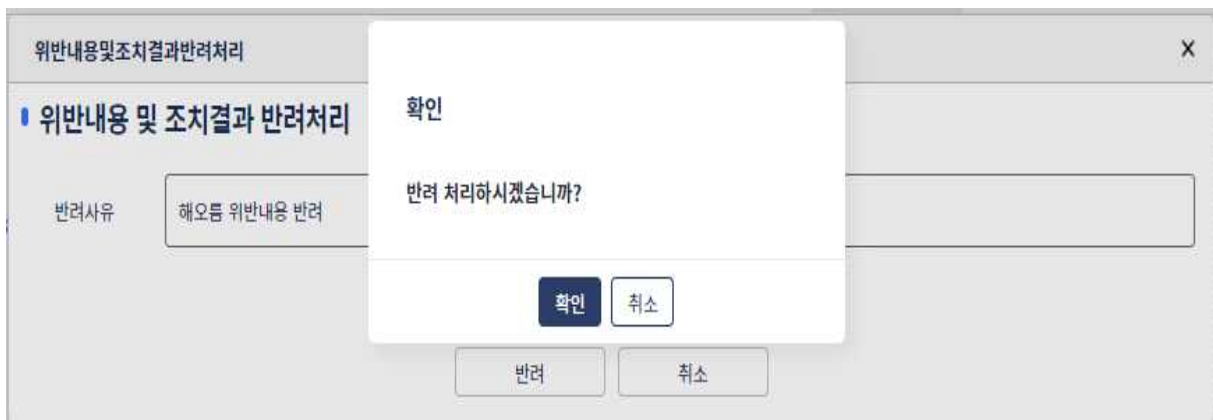 위반내용및조치결과반려처리
X
위반내용 및 조치결과 반려처리
반려사유
해오름 위반내용 반려
확인
반려 처리하시겠습니까?
확인
취소
반려
취소